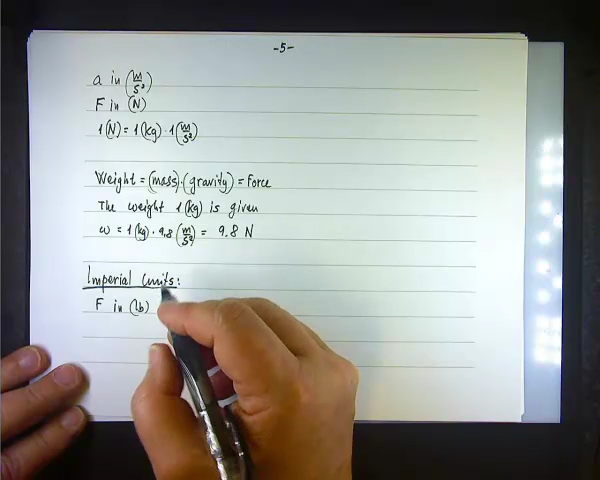 -5-
a in (m/s²)
F in (N)
1(N) = 1(kg) · 1(m/s²)
Weight = (mass) · (gravity) = Force
The weight 1(kg) is given
w = 1(kg) · 9,8 (m/s²) = 9.8 N
Imperial Units:
F in (lb)